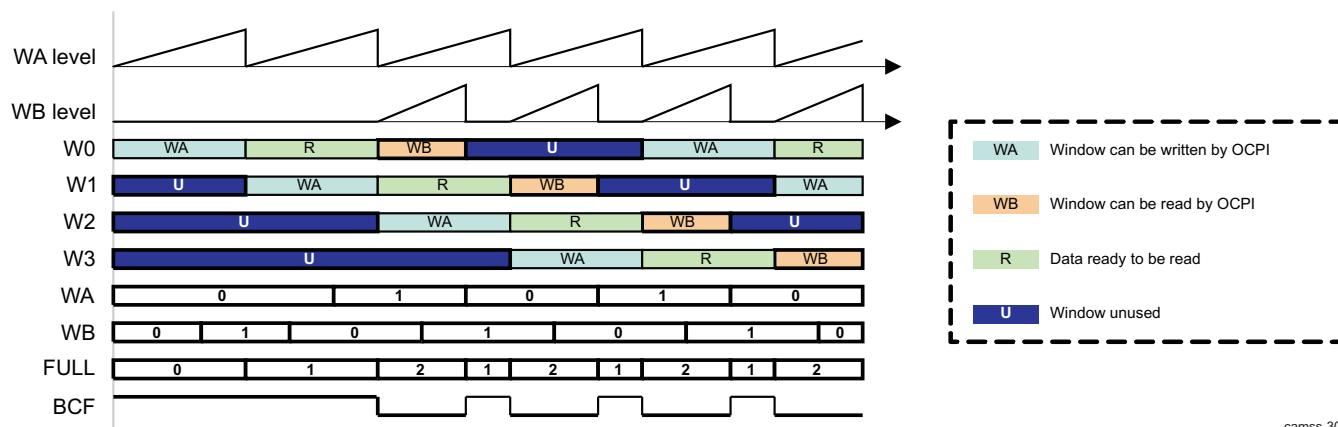 WA level
WB level
W0 WA R WB U WA R
W1 U WA R WB U WA
W2 U WA R WB U
W3 U WA R WB
WA 0 1 0 1 0
WB 0 1 0 1 0 1 0
FULL 0 1 2 1 2 1 2 1 2
BCF
WA Window can be written by OCPI
WB Window can be read by OCPI
R Data ready to be read
U Window unused